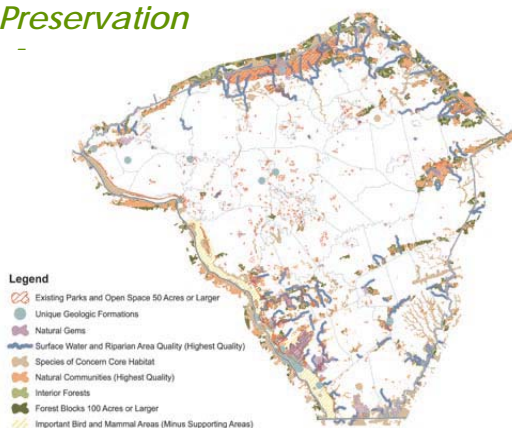 Preservation
Legend
Existing Parks and Open Space 50 Acres or Larger
Unique Geologic Formations
Natural Gems
Surface Water and Riparian Area Quality (Highest Quality)
Species of Concern Core Habitat
Natural Communities (Highest Quality)
Interior Forests
Forest Blocks 100 Acres or Larger
Important Bird and Mammal Areas (Minus Supporting Areas)